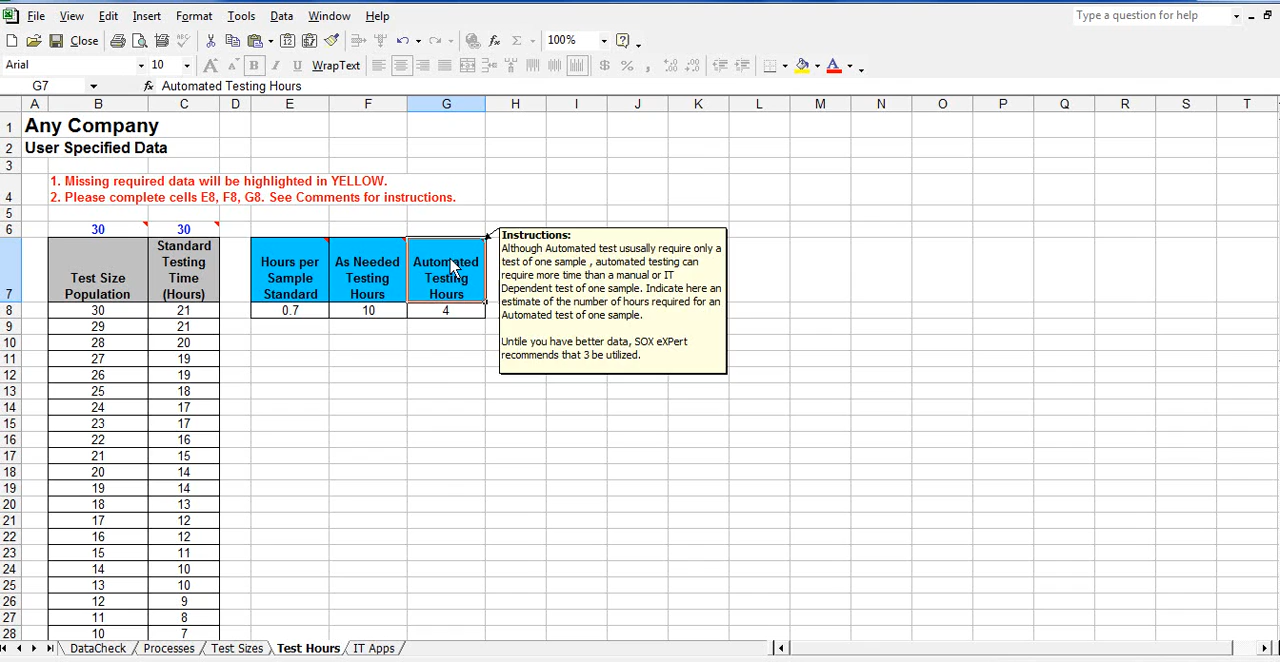 File Edit Insert Format Tools Data Window Help Type a question for help
Close 100%
Arial 10 B I U WrapText $ % ,
G7 fx Automated Testing Hours
A B C D E F G H I J K L M N O P Q R S T
1 Any Company
2 User Specified Data
3
1. Missing required data will be highlighted in YELLOW.
4 2. Please complete cells E8, F8, G8. See Comments for instructions.
5
6 30 30
7 Test Size Population
Standard Testing Time (Hours)
Hours per Sample Standard
As Needed Testing Hours
Automated Testing Hours
Instructions:
Although Automated test ususally require only a
test of one sample , automated testing can
require more time than a manual or IT
Dependent test of one sample. Indicate here an
estimate of the number of hours required for an
Automated test of one sample.
Untile you have better data, SOX eXPert
recommends that 3 be utilized.
8 30 21 0.7 10 4
9 29 21
10 28 20
11 27 19
12 26 19
13 25 18
14 24 17
15 23 17
16 22 16
17 21 15
18 20 14
19 19 14
20 18 13
21 17 12
22 16 12
23 15 11
24 14 10
25 13 10
26 12 9
27 11 8
28 10 7
DataCheck Processes Test Sizes Test Hours IT Apps